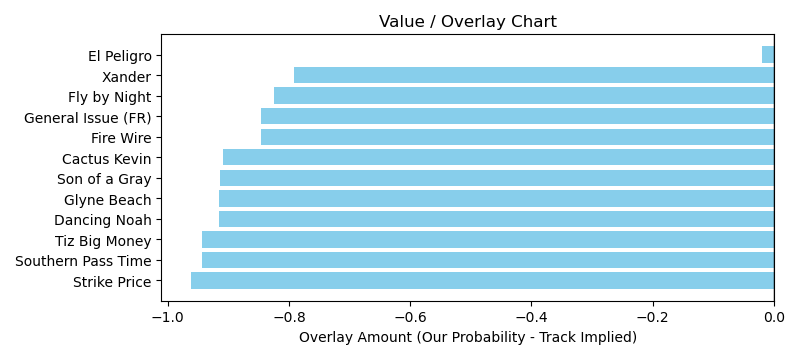 Value / Overlay Chart
El Peligro
Xander
Fly by Night
General Issue (FR)
Fire Wire
Cactus Kevin
Son of a Gray
Glyne Beach
Dancing Noah
Tiz Big Money
Southern Pass Time
Strike Price
−1.0 −0.8 −0.6 −0.4 −0.2 0.0
Overlay Amount (Our Probability - Track Implied)